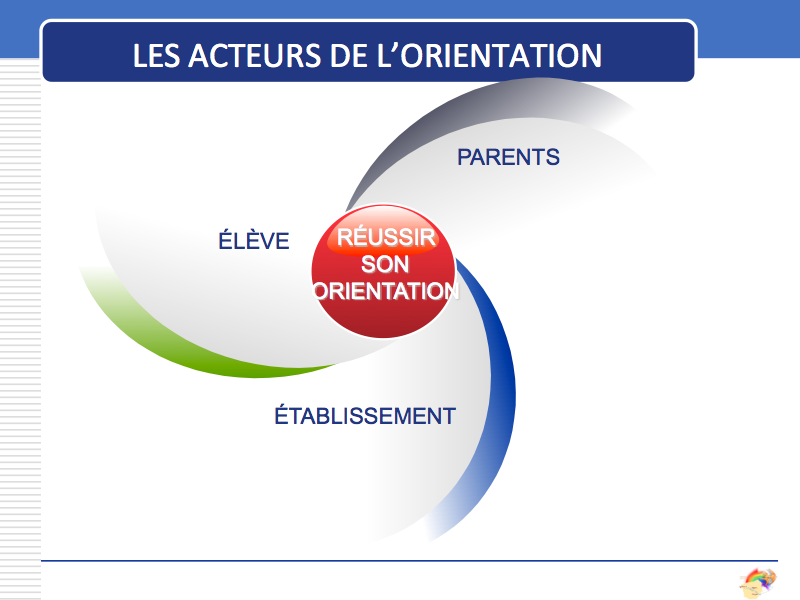 LES ACTEURS DE L’ORIENTATION
PARENTS
ÉLÈVE
RÉUSSIR
SON
ORIENTATION
ÉTABLISSEMENT